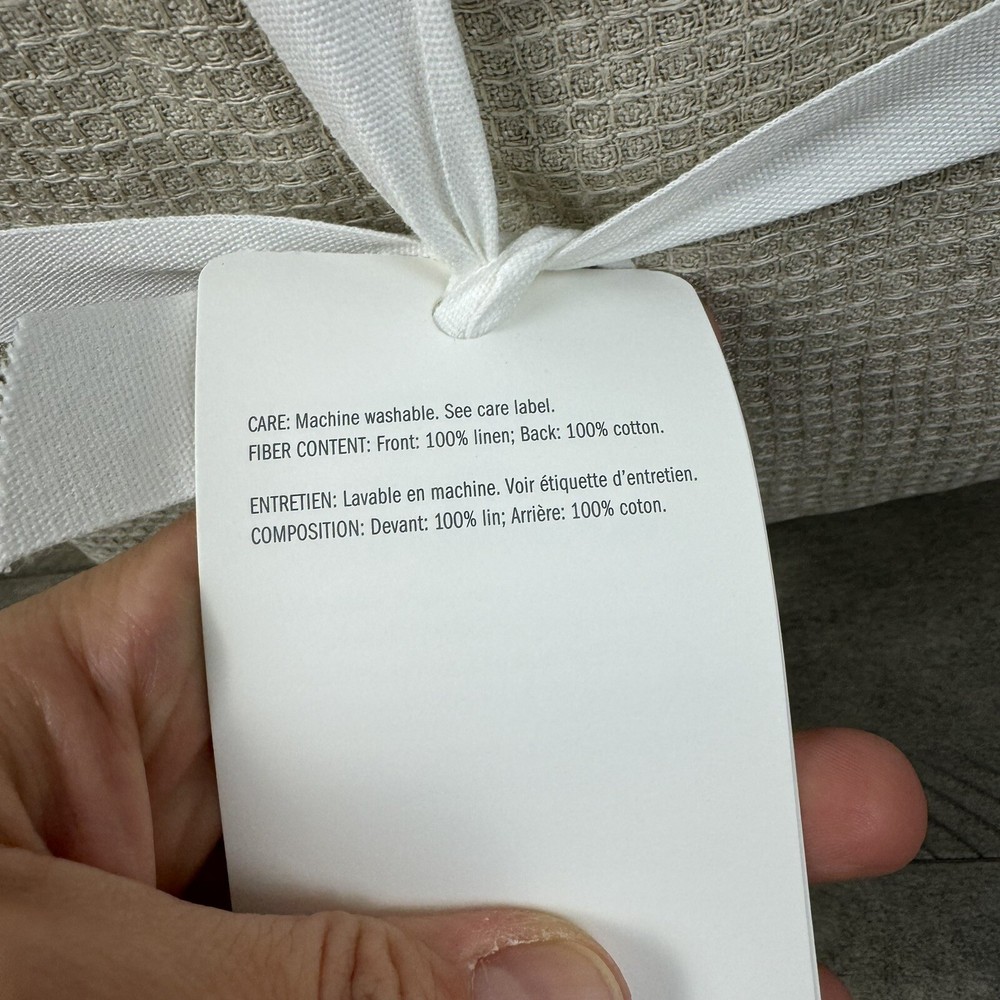 CARE: Machine washable. See care label.
FIBER CONTENT: Front: 100% linen; Back: 100% cotton.
ENTRETIEN: Lavable en machine. Voir étiquette d'entretien.
COMPOSITION: Devant: 100% lin; Arrière: 100% coton.